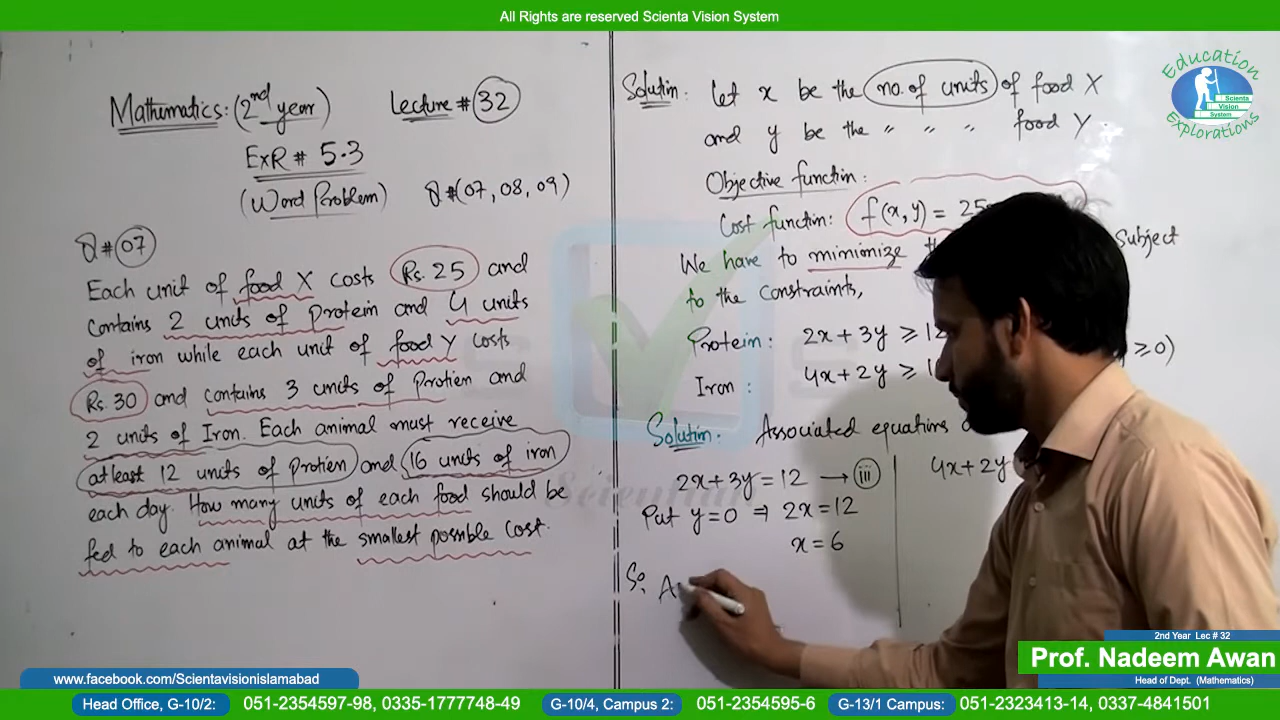 All Rights are reserved Scienta Vision System
Mathematics: (2nd year) Lecture # 32
ExR # 5.3
(Word Problem) Q#(07, 08, 09)
Q# 07
Each unit of food X costs Rs. 25 and
contains 2 units of protein and 4 units
of iron while each unit of food Y costs
Rs. 30 and contains 3 units of Protien and
2 units of Iron. Each animal must receive
atleast 12 units of Protien and 16 units of iron
each day. How many units of each food should be
fed to each animal at the smallest possible cost.
Solution: Let x be the no. of units of food X
and y be the " " " food Y.
Objective function:
Cost function: f(x,y) = 25
We have to minimize Subject
to the constraints,
Protein: 2x + 3y ≥ 12
Iron: 4x + 2y ≥ 1 ≥ 0)
Solution: Associated equations
2x + 3y = 12 → iii
4x + 2y
Put y = 0 ⇒ 2x = 12
x = 6
So, A
Education
Scienta
Vision
System
Explorations
2nd Year Lec # 32
Prof. Nadeem Awan
Head of Dept. (Mathematics)
www.facebook.com/Scientavisionislamabad
Head Office, G-10/2: 051-2354597-98, 0335-1777748-49 G-10/4, Campus 2: 051-2354595-6 G-13/1 Campus: 051-2323413-14, 0337-4841501